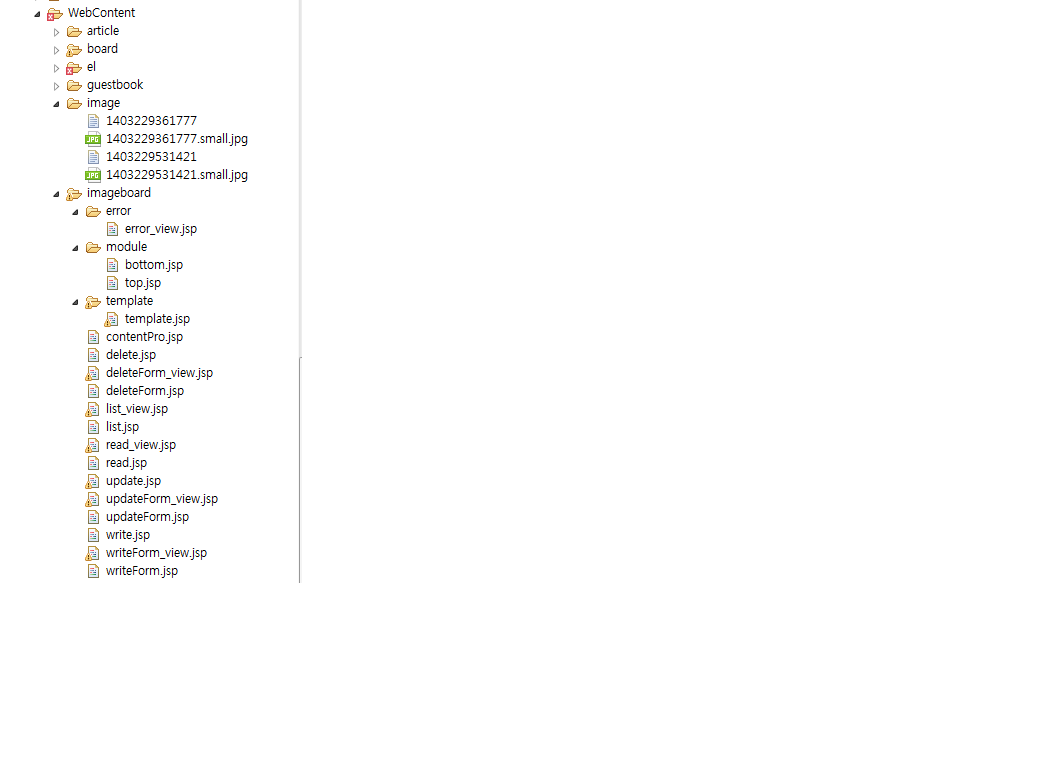 WebContent
article
board
el
guestbook
image
1403229361777
1403229361777.small.jpg
1403229531421
1403229531421.small.jpg
imageboard
error
error_view.jsp
module
bottom.jsp
top.jsp
template
template.jsp
contentPro.jsp
delete.jsp
deleteForm_view.jsp
deleteForm.jsp
list_view.jsp
list.jsp
read_view.jsp
read.jsp
update.jsp
updateForm_view.jsp
updateForm.jsp
write.jsp
writeForm_view.jsp
writeForm.jsp